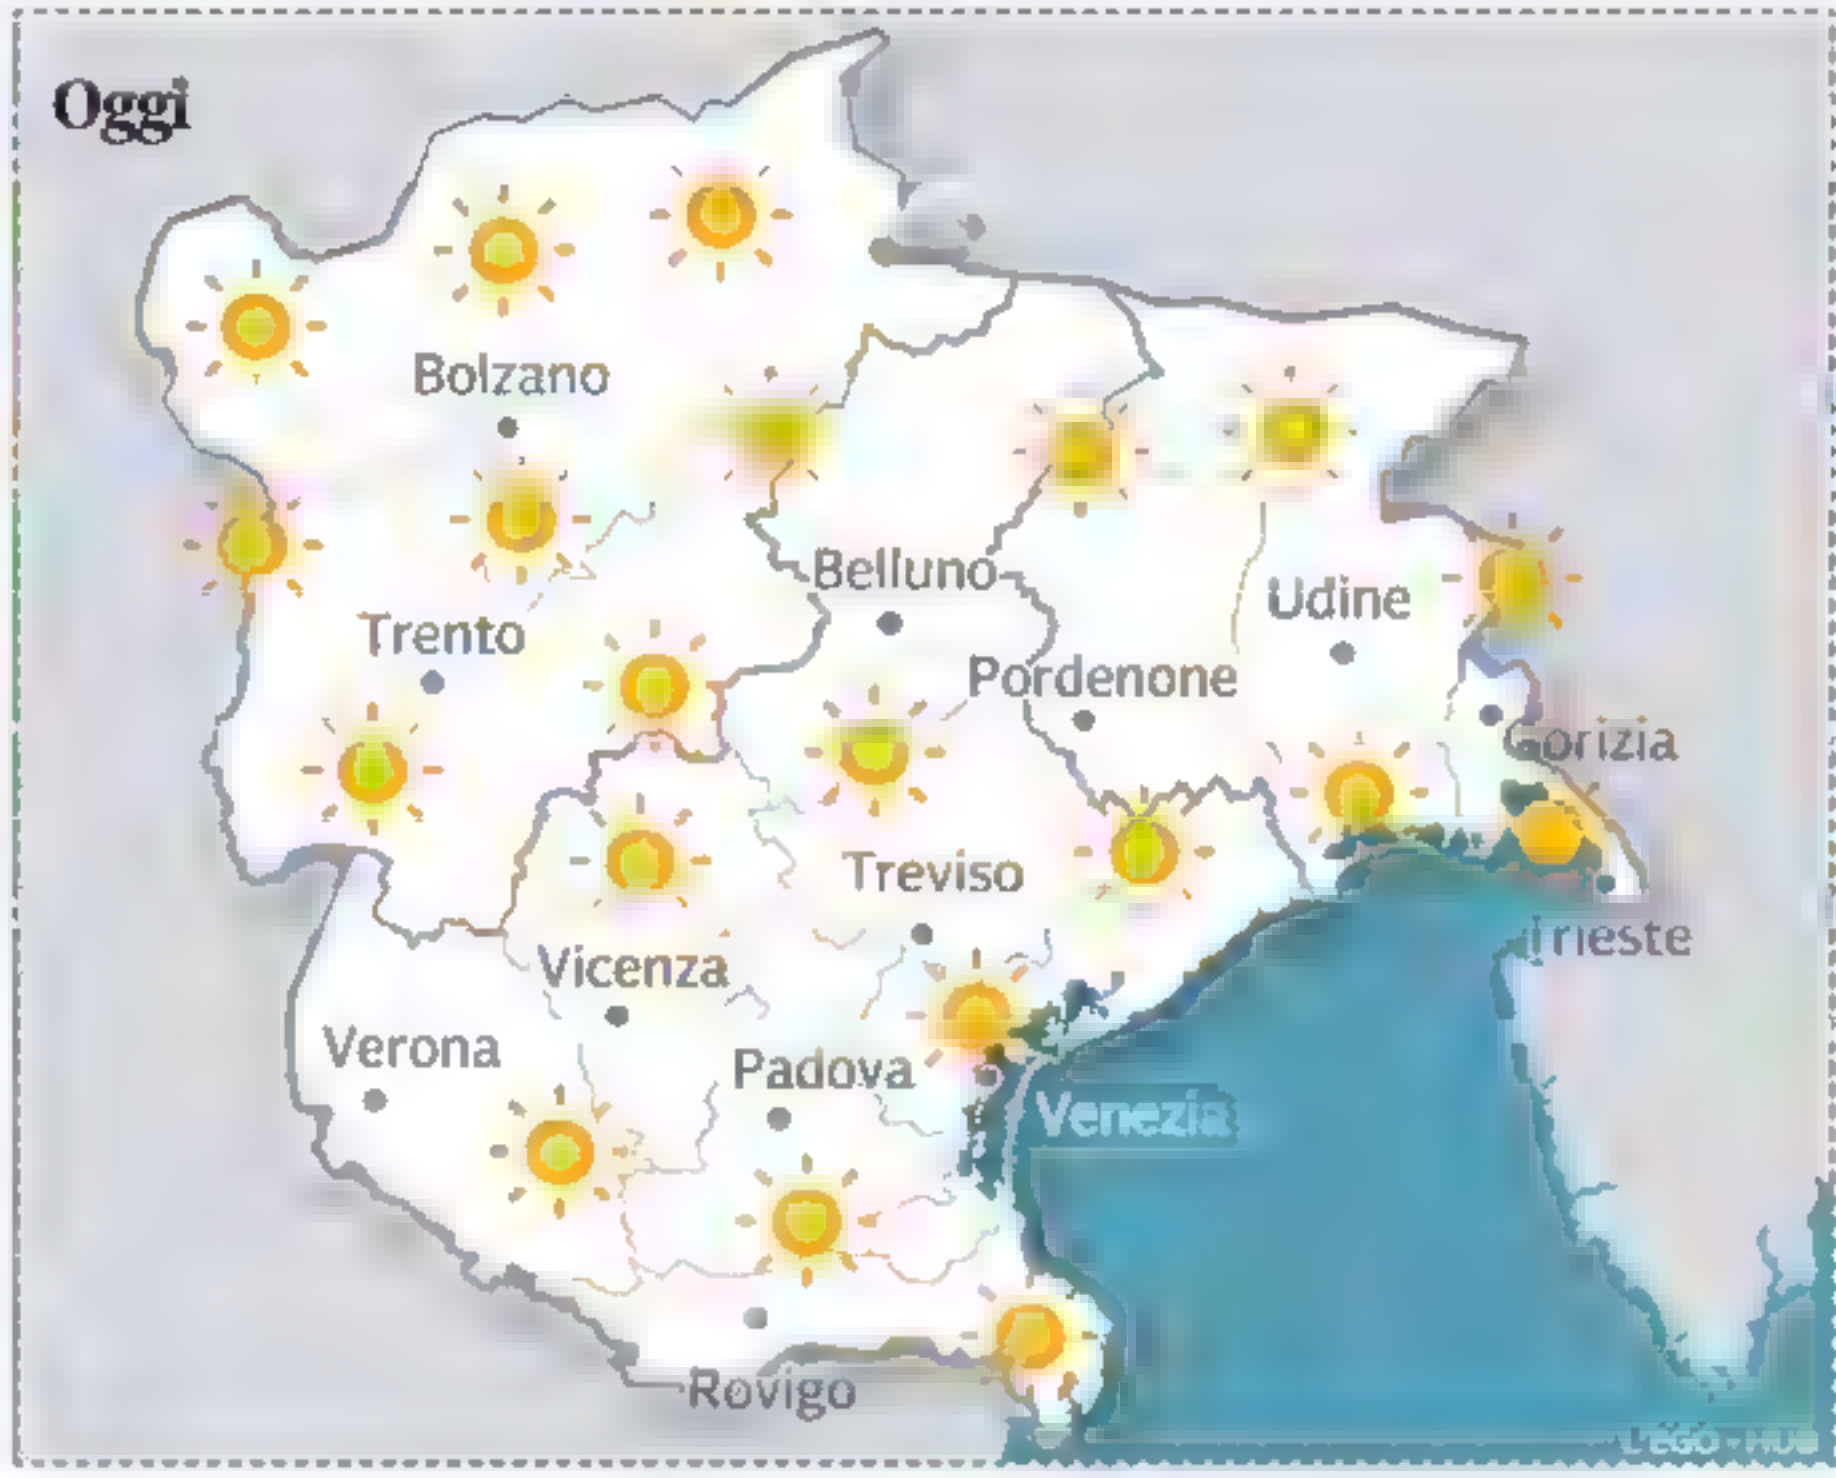 Oggi
Bolzano
Belluno
Udine
Trento
Pordenone
Gorizia
Treviso
Trieste
Vicenza
Verona
Padova
Venezia
Rovigo